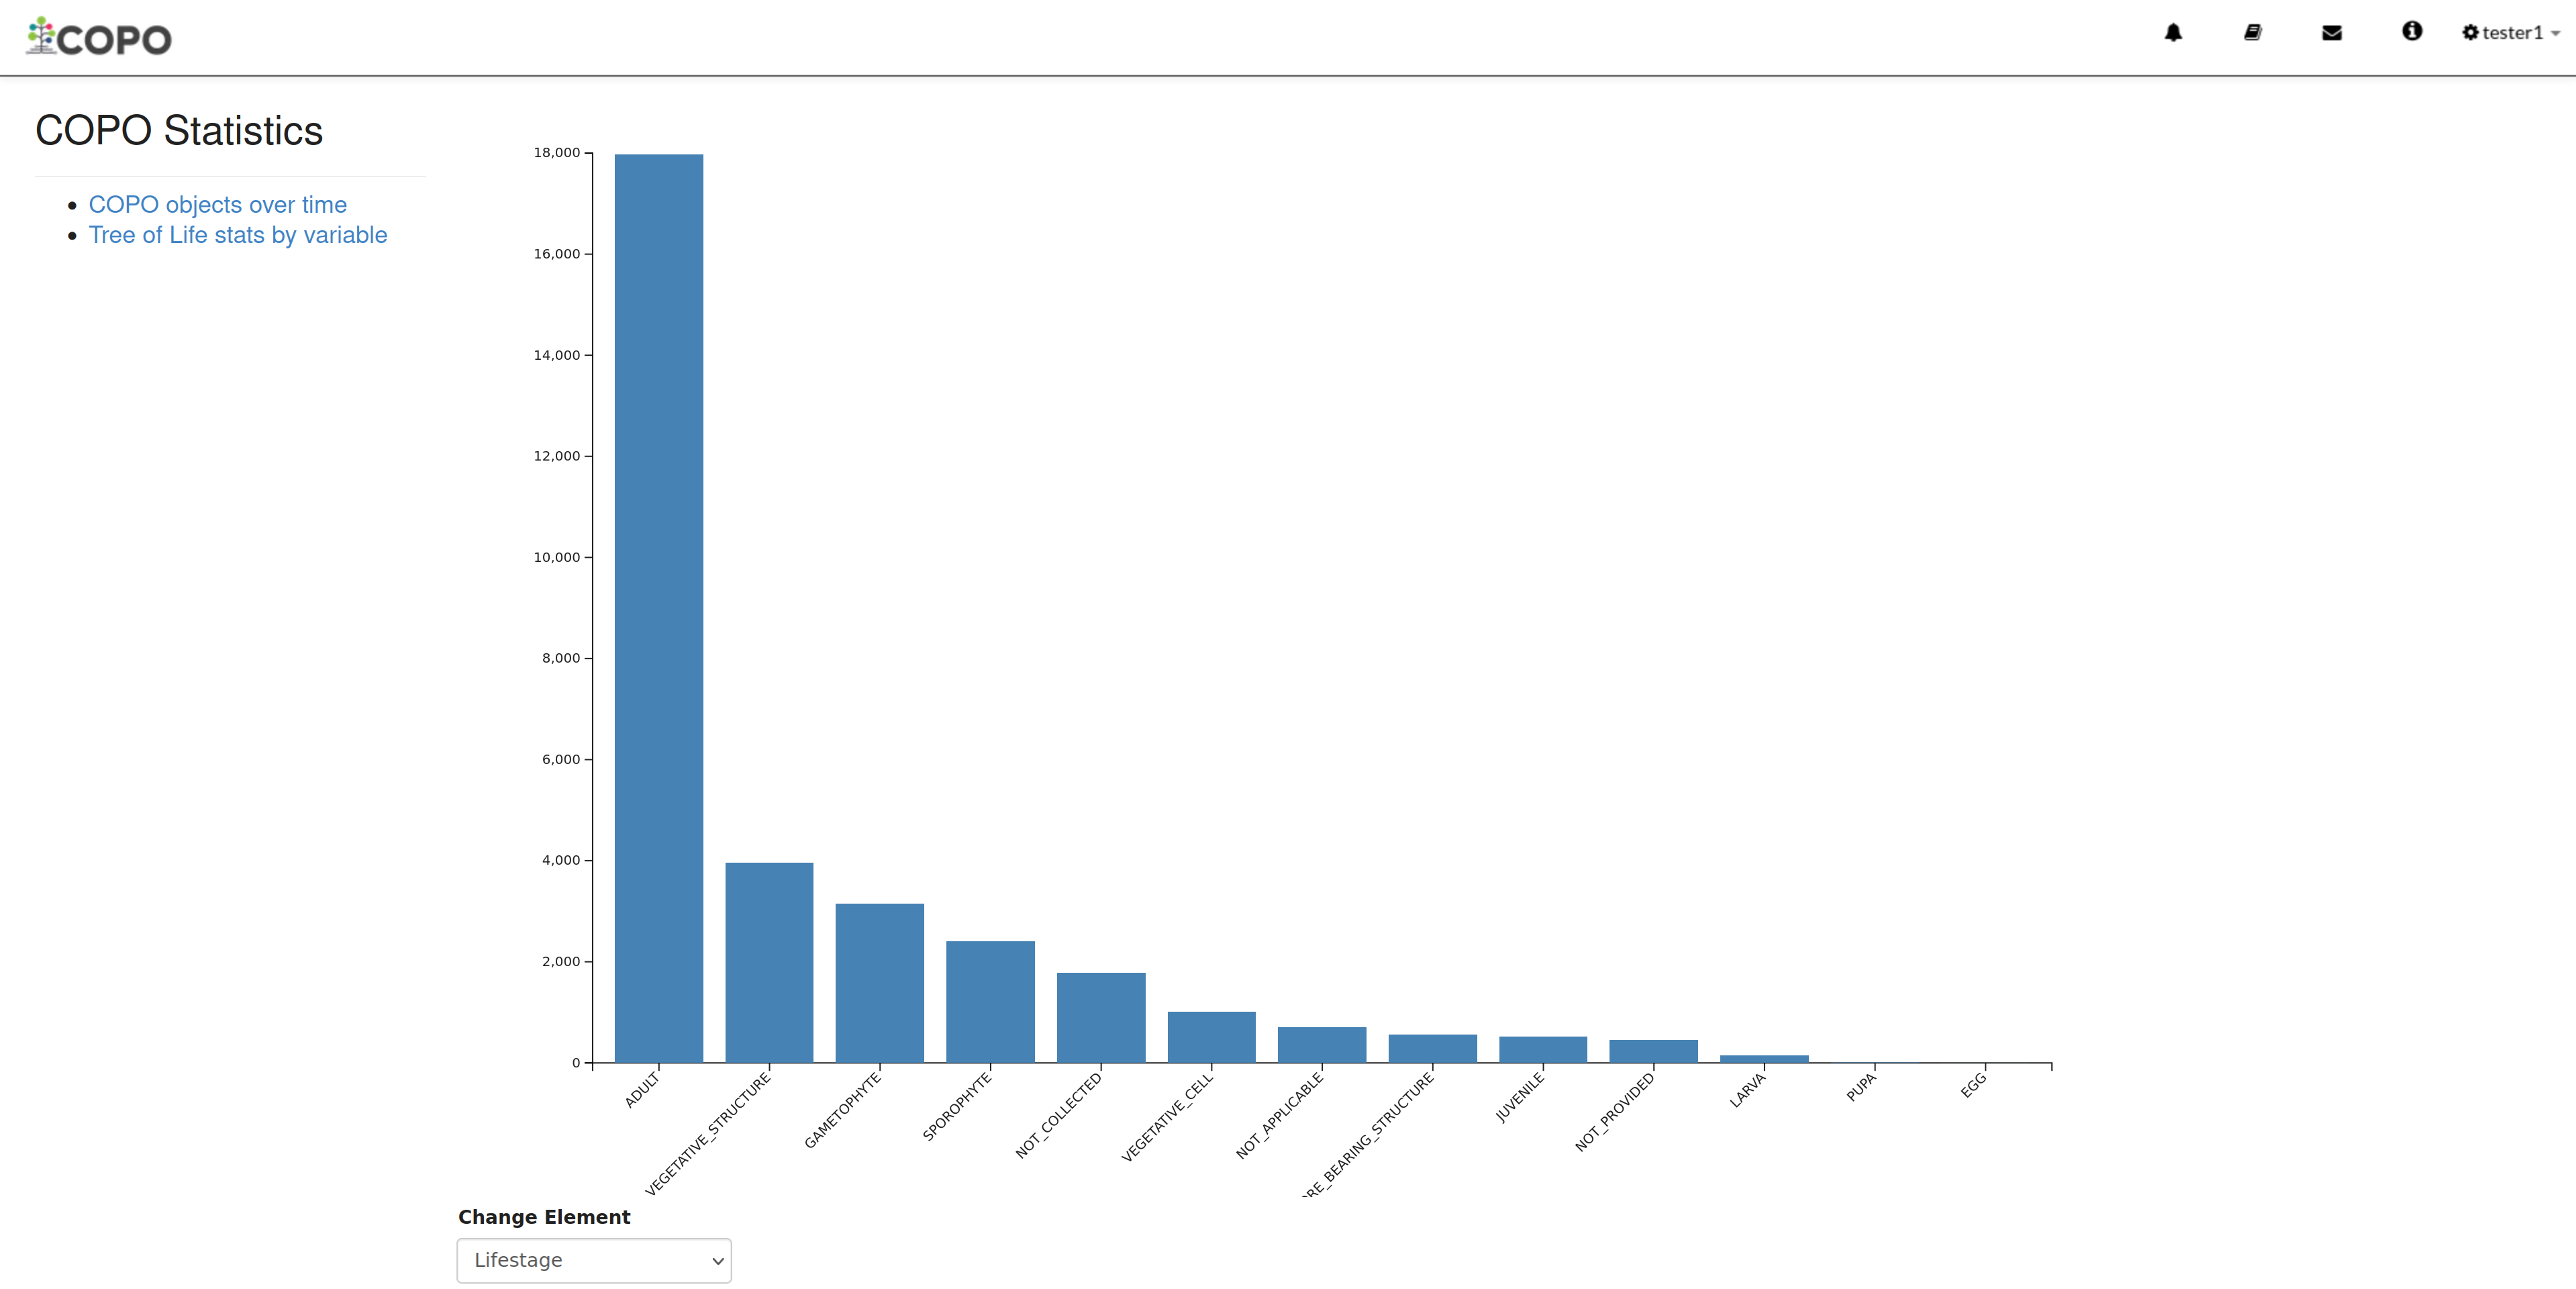 COPO
tester1
COPO Statistics
COPO objects over time
Tree of Life stats by variable
18,000
16,000
14,000
12,000
10,000
8,000
6,000
4,000
2,000
0
ADULT
VEGETATIVE_STRUCTURE
GAMETOPHYTE
SPOROPHYTE
NOT_COLLECTED
VEGETATIVE_CELL
NOT_APPLICABLE
RE_BEARING_STRUCTURE
JUVENILE
NOT_PROVIDED
LARVA
PUPA
EGG
Change Element
Lifestage